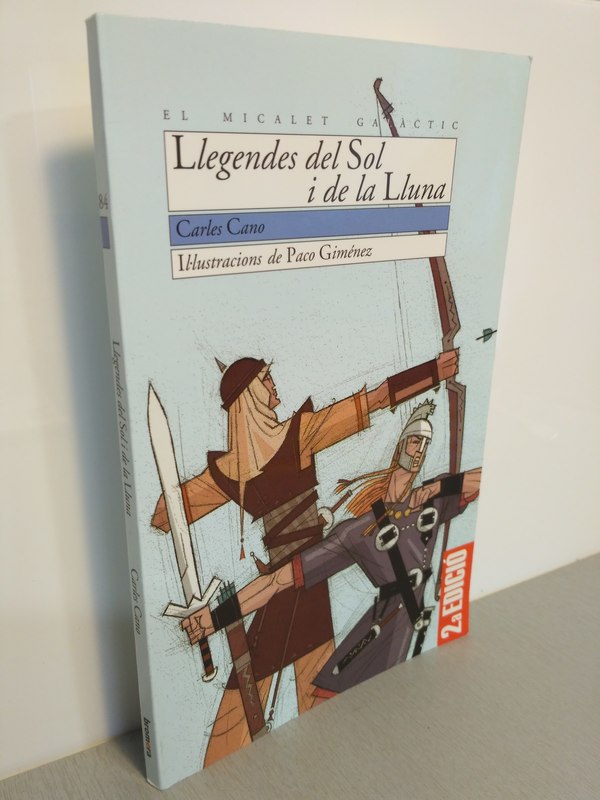 EL MICALET GALÀCTIC
Llegendes del Sol
i de la Lluna
Carles Cano
Il·lustracions de Paco Giménez
2.a EDICIÓ
84
Llegendes del Sol i de la Lluna
Carles Cano
bromera